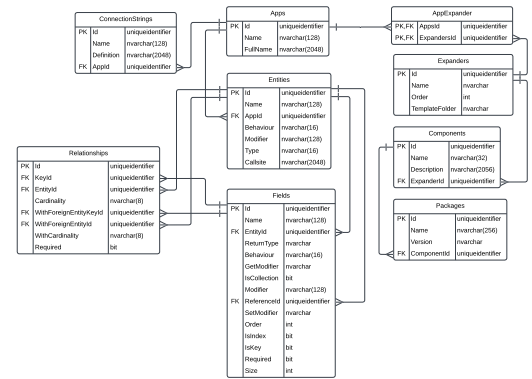 ConnectionStrings
PK Id uniqueidentifier
Name nvarchar(128)
Definition nvarchar(2048)
FK AppId uniqueidentifier
Apps
PK Id uniqueidentifier
Name nvarchar(128)
FullName nvarchar(2048)
AppExpander
PK,FK AppsId uniqueidentifier
PK,FK ExpandersId uniqueidentifier
Expanders
PK Id uniqueidentifier
Name nvarchar
Order int
TemplateFolder nvarchar
Entities
PK Id uniqueidentifier
Name nvarchar(128)
FK AppId uniqueidentifier
Behaviour nvarchar(16)
Modifier nvarchar(128)
Type nvarchar(16)
Callsite nvarchar(2048)
Components
PK Id uniqueidentifier
Name nvarchar(32)
Description nvarchar(2056)
FK ExpanderId uniqueidentifier
Relationships
PK Id uniqueidentifier
FK KeyId uniqueidentifier
FK EntityId uniqueidentifier
Cardinality nvarchar(8)
FK WithForeignEntityKeyId uniqueidentifier
FK WithForeignEntityId uniqueidentifier
WithCardinality nvarchar(8)
Required bit
Fields
PK Id uniqueidentifier
Name nvarchar(128)
FK EntityId uniqueidentifier
ReturnType nvarchar
Behaviour nvarchar(16)
GetModifier nvarchar
IsCollection bit
Modifier nvarchar(128)
FK ReferenceId uniqueidentifier
SetModifier nvarchar
Order int
IsIndex bit
IsKey bit
Required bit
Size int
Packages
PK Id uniqueidentifier
Name nvarchar(256)
Version nvarchar
FK ComponentId uniqueidentifier